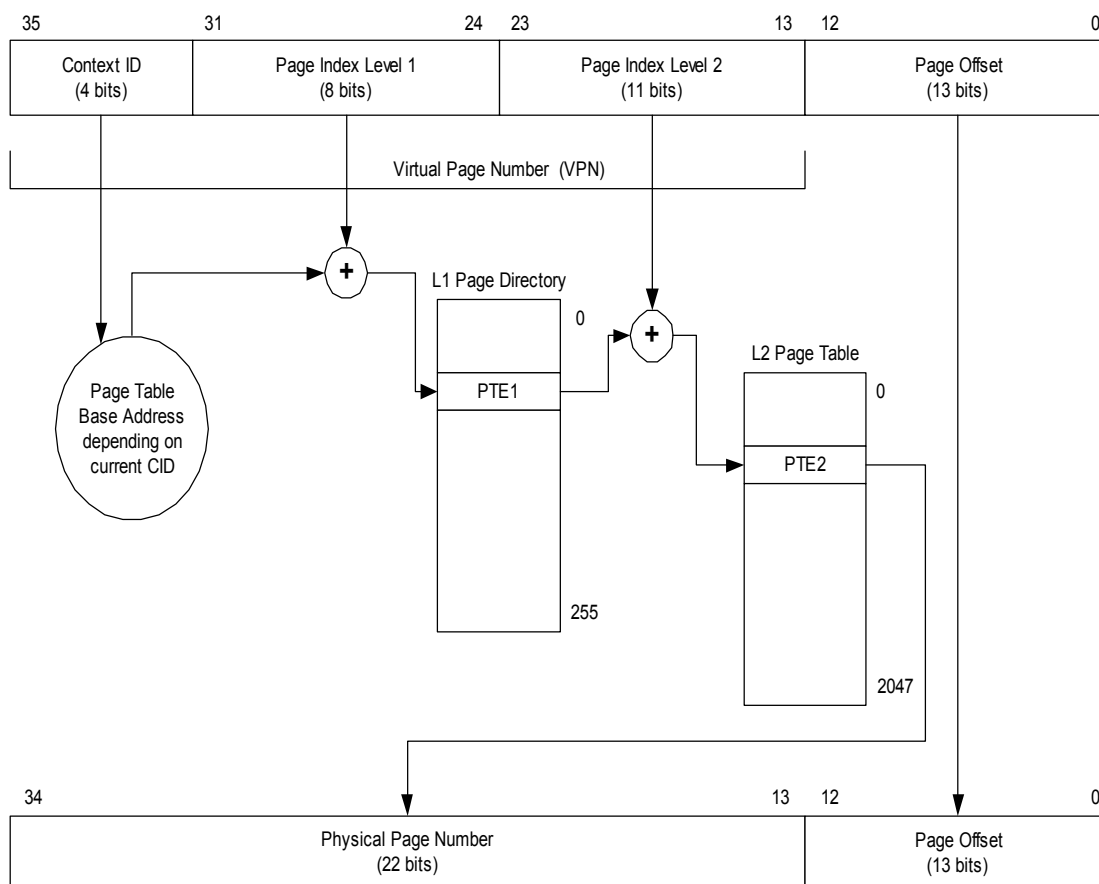 35 31 24 23 13 12 0
Context ID Page Index Level 1 Page Index Level 2 Page Offset
(4 bits) (8 bits) (11 bits) (13 bits)
Virtual Page Number (VPN)
+
L1 Page Directory
0
+
L2 Page Table
Page Table
Base Address
depending on
current CID
PTE1
0
PTE2
255
2047
34 13 12 0
Physical Page Number Page Offset
(22 bits) (13 bits)